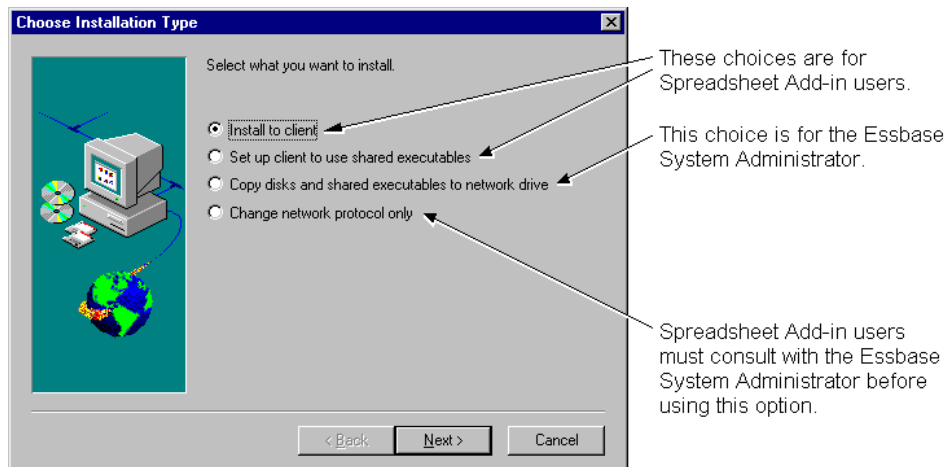 Choose Installation Type
Select what you want to install.
Install to client
Set up client to use shared executables
Copy disks and shared executables to network drive
Change network protocol only
< Back
Next >
Cancel
These choices are for
Spreadsheet Add-in users.
This choice is for the Essbase
System Administrator.
Spreadsheet Add-in users
must consult with the Essbase
System Administrator before
using this option.